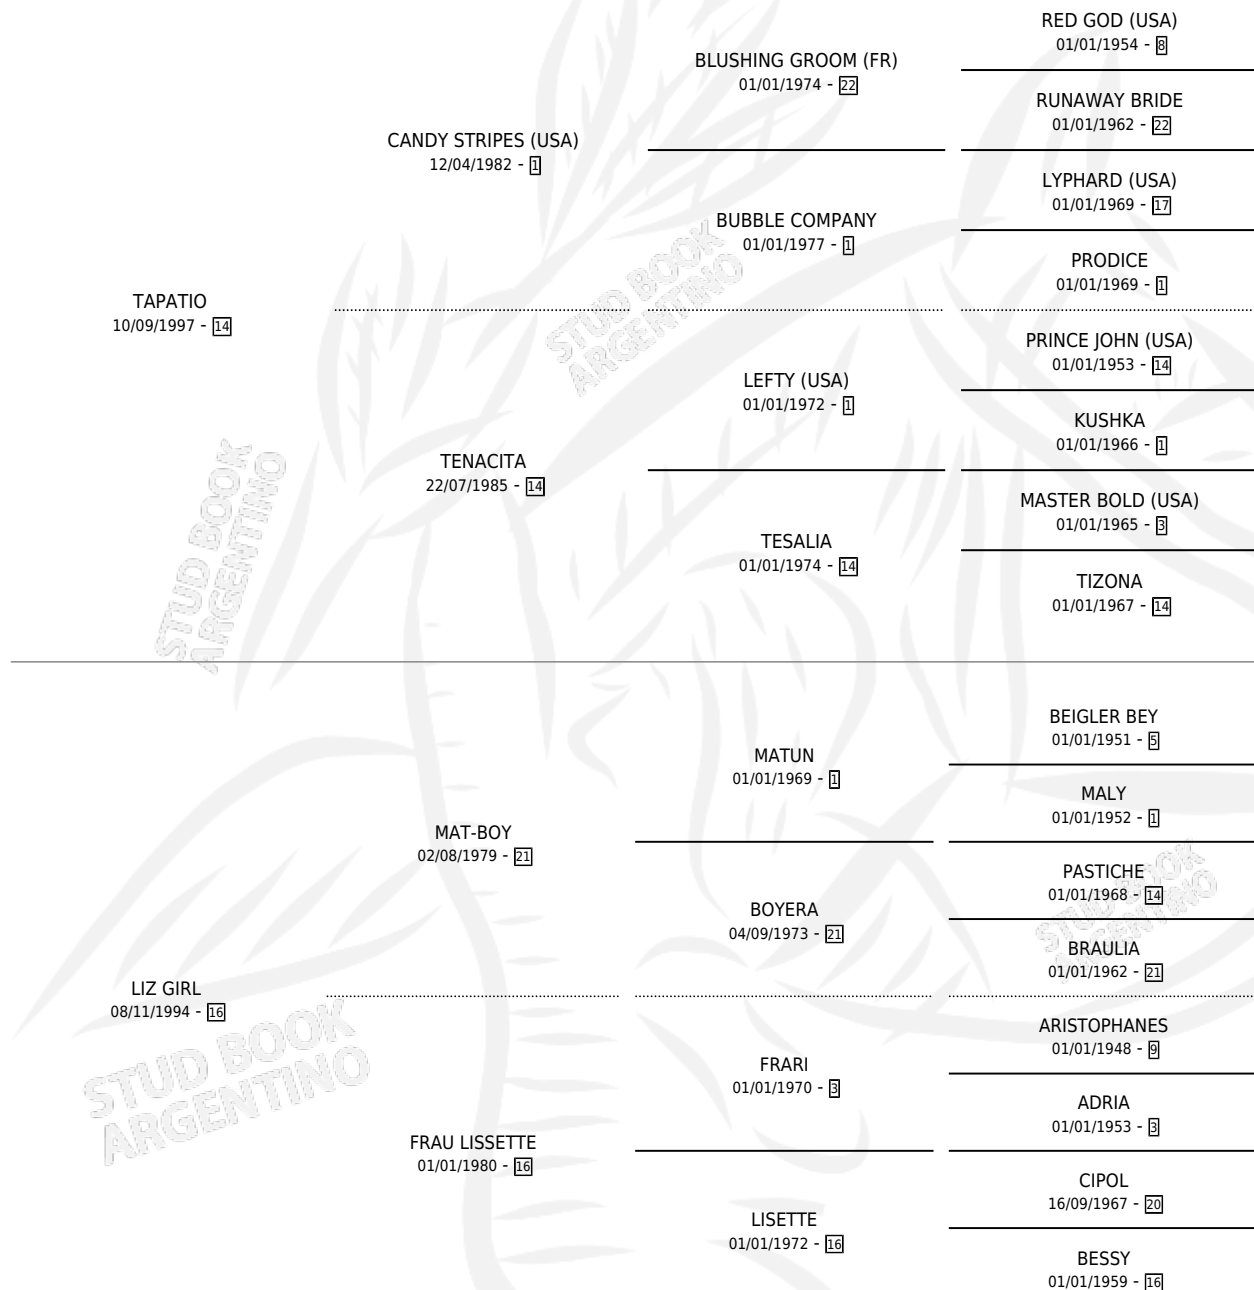 RED GOD (USA)
01/01/1954 - 8
BLUSHING GROOM (FR)
01/01/1974 - 22
RUNAWAY BRIDE
01/01/1962 - 22
CANDY STRIPES (USA)
12/04/1982 - 1
LYPHARD (USA)
01/01/1969 - 17
BUBBLE COMPANY
01/01/1977 - 1
PRODICE
01/01/1969 - 1
TAPATIO
10/09/1997 - 14
STUD BOOK
ARGENTINO
PRINCE JOHN (USA)
01/01/1953 - 14
LEFTY (USA)
01/01/1972 - 1
KUSHKA
01/01/1966 - 1
TENACITA
22/07/1985 - 14
MASTER BOLD (USA)
01/01/1965 - 3
TESALIA
01/01/1974 - 14
TIZONA
01/01/1967 - 14
STUD BOOK
ARGENTINO
BEIGLER BEY
01/01/1951 - 5
MATUN
01/01/1969 - 1
MALY
01/01/1952 - 1
MAT-BOY
02/08/1979 - 21
PASTICHE
01/01/1968 - 14
BOYERA
04/09/1973 - 21
BRAULIA
01/01/1962 - 21
STUD BOOK
ARGENTINO
LIZ GIRL
08/11/1994 - 16
ARISTOPHANES
01/01/1948 - 9
FRARI
01/01/1970 - 3
ADRIA
01/01/1953 - 3
STUD BOOK
ARGENTINO
FRAU LISSETTE
01/01/1980 - 16
CIPOL
16/09/1967 - 20
LISETTE
01/01/1972 - 16
BESSY
01/01/1959 - 16